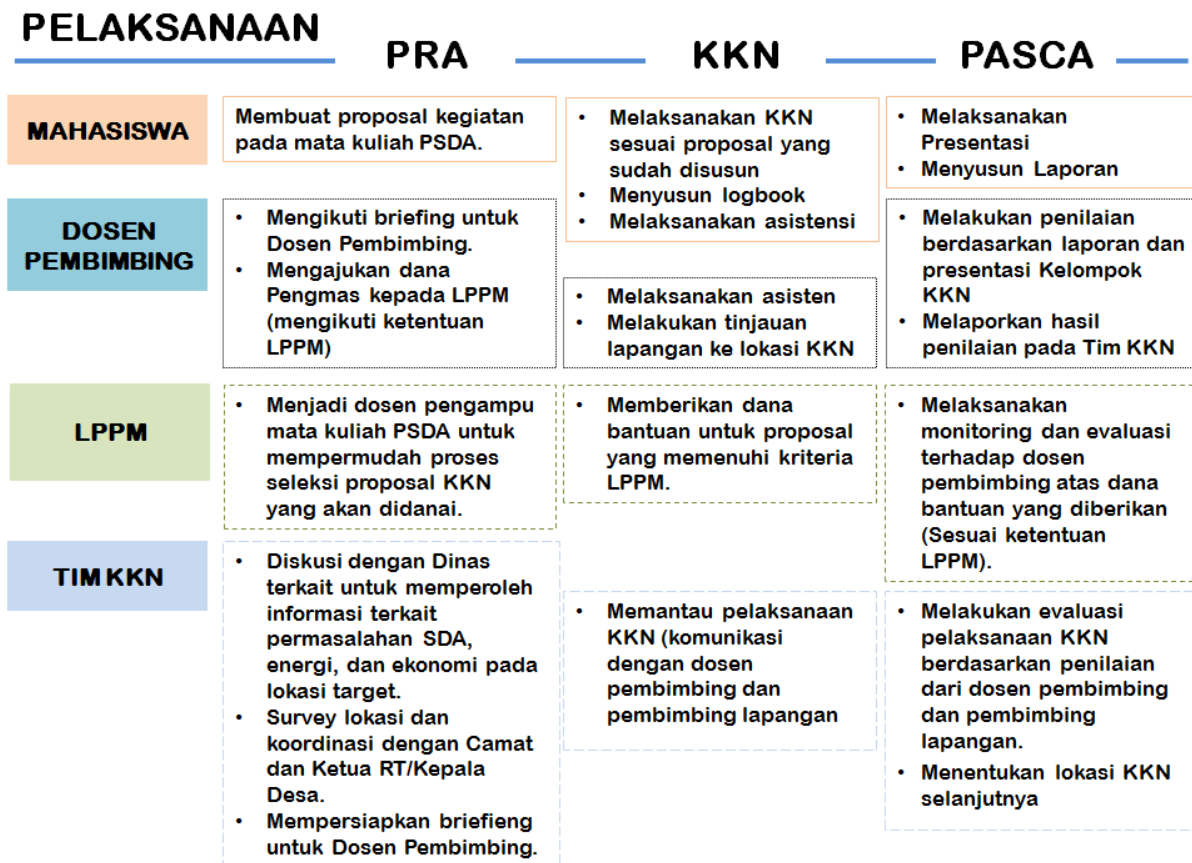 PELAKSANAAN
PRA
KKN
PASCA
MAHASISWA
Membuat proposal kegiatan
pada mata kuliah PSDA.
• Melaksanakan KKN
sesuai proposal yang
sudah disusun
• Menyusun logbook
• Melaksanakan asistensi
• Melaksanakan
Presentasi
• Menyusun Laporan
DOSEN
PEMBIMBING
• Mengikuti briefing untuk
Dosen Pembimbing.
• Mengajukan dana
Pengmas kepada LPPM
(mengikuti ketentuan
LPPM)
• Melaksanakan asisten
• Melakukan tinjauan
lapangan ke lokasi KKN
• Melakukan penilaian
berdasarkan laporan dan
presentasi Kelompok
KKN
• Melaporkan hasil
penilaian pada Tim KKN
LPPM
• Menjadi dosen pengampu
mata kuliah PSDA untuk
mempermudah proses
seleksi proposal KKN
yang akan didanai.
• Memberikan dana
bantuan untuk proposal
yang memenuhi kriteria
LPPM.
• Melaksanakan
monitoring dan evaluasi
terhadap dosen
pembimbing atas dana
bantuan yang diberikan
(Sesuai ketentuan
LPPM).
TIM KKN
• Diskusi dengan Dinas
terkait untuk memperoleh
informasi terkait
permasalahan SDA,
energi, dan ekonomi pada
lokasi target.
• Survey lokasi dan
koordinasi dengan Camat
dan Ketua RT/Kepala
Desa.
• Mempersiapkan briefieng
untuk Dosen Pembimbing.
• Memantau pelaksanaan
KKN (komunikasi
dengan dosen
pembimbing dan
pembimbing lapangan
• Melakukan evaluasi
pelaksanaan KKN
berdasarkan penilaian
dari dosen pembimbing
dan pembimbing
lapangan.
• Menentukan lokasi KKN
selanjutnya